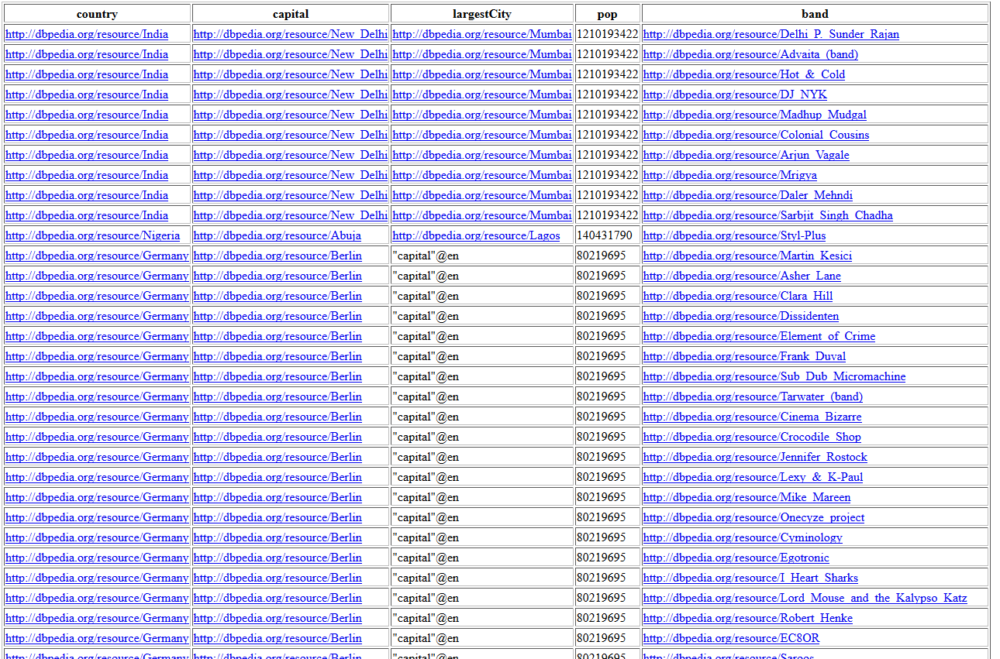 country capital largestCity pop band
http://dbpedia.org/resource/India http://dbpedia.org/resource/New_Delhi http://dbpedia.org/resource/Mumbai 1210193422 http://dbpedia.org/resource/Delhi_P._Sunder_Rajan
http://dbpedia.org/resource/India http://dbpedia.org/resource/New_Delhi http://dbpedia.org/resource/Mumbai 1210193422 http://dbpedia.org/resource/Advaita_(band)
http://dbpedia.org/resource/India http://dbpedia.org/resource/New_Delhi http://dbpedia.org/resource/Mumbai 1210193422 http://dbpedia.org/resource/Hot_&_Cold
http://dbpedia.org/resource/India http://dbpedia.org/resource/New_Delhi http://dbpedia.org/resource/Mumbai 1210193422 http://dbpedia.org/resource/DJ_NYK
http://dbpedia.org/resource/India http://dbpedia.org/resource/New_Delhi http://dbpedia.org/resource/Mumbai 1210193422 http://dbpedia.org/resource/Madhup_Mudgal
http://dbpedia.org/resource/India http://dbpedia.org/resource/New_Delhi http://dbpedia.org/resource/Mumbai 1210193422 http://dbpedia.org/resource/Colonial_Cousins
http://dbpedia.org/resource/India http://dbpedia.org/resource/New_Delhi http://dbpedia.org/resource/Mumbai 1210193422 http://dbpedia.org/resource/Arjun_Vagale
http://dbpedia.org/resource/India http://dbpedia.org/resource/New_Delhi http://dbpedia.org/resource/Mumbai 1210193422 http://dbpedia.org/resource/Mrigya
http://dbpedia.org/resource/India http://dbpedia.org/resource/New_Delhi http://dbpedia.org/resource/Mumbai 1210193422 http://dbpedia.org/resource/Daler_Mehndi
http://dbpedia.org/resource/India http://dbpedia.org/resource/New_Delhi http://dbpedia.org/resource/Mumbai 1210193422 http://dbpedia.org/resource/Sarbjit_Singh_Chadha
http://dbpedia.org/resource/Nigeria http://dbpedia.org/resource/Abuja http://dbpedia.org/resource/Lagos 140431790 http://dbpedia.org/resource/Styl-Plus
http://dbpedia.org/resource/Germany http://dbpedia.org/resource/Berlin "capital"@en 80219695 http://dbpedia.org/resource/Martin_Kesici
http://dbpedia.org/resource/Germany http://dbpedia.org/resource/Berlin "capital"@en 80219695 http://dbpedia.org/resource/Asher_Lane
http://dbpedia.org/resource/Germany http://dbpedia.org/resource/Berlin "capital"@en 80219695 http://dbpedia.org/resource/Clara_Hill
http://dbpedia.org/resource/Germany http://dbpedia.org/resource/Berlin "capital"@en 80219695 http://dbpedia.org/resource/Dissidenten
http://dbpedia.org/resource/Germany http://dbpedia.org/resource/Berlin "capital"@en 80219695 http://dbpedia.org/resource/Element_of_Crime
http://dbpedia.org/resource/Germany http://dbpedia.org/resource/Berlin "capital"@en 80219695 http://dbpedia.org/resource/Frank_Duval
http://dbpedia.org/resource/Germany http://dbpedia.org/resource/Berlin "capital"@en 80219695 http://dbpedia.org/resource/Sub_Dub_Micromachine
http://dbpedia.org/resource/Germany http://dbpedia.org/resource/Berlin "capital"@en 80219695 http://dbpedia.org/resource/Tarwater_(band)
http://dbpedia.org/resource/Germany http://dbpedia.org/resource/Berlin "capital"@en 80219695 http://dbpedia.org/resource/Cinema_Bizarre
http://dbpedia.org/resource/Germany http://dbpedia.org/resource/Berlin "capital"@en 80219695 http://dbpedia.org/resource/Crocodile_Shop
http://dbpedia.org/resource/Germany http://dbpedia.org/resource/Berlin "capital"@en 80219695 http://dbpedia.org/resource/Jennifer_Rostock
http://dbpedia.org/resource/Germany http://dbpedia.org/resource/Berlin "capital"@en 80219695 http://dbpedia.org/resource/Lexy_&_K-Paul
http://dbpedia.org/resource/Germany http://dbpedia.org/resource/Berlin "capital"@en 80219695 http://dbpedia.org/resource/Mike_Mareen
http://dbpedia.org/resource/Germany http://dbpedia.org/resource/Berlin "capital"@en 80219695 http://dbpedia.org/resource/Onecyze_project
http://dbpedia.org/resource/Germany http://dbpedia.org/resource/Berlin "capital"@en 80219695 http://dbpedia.org/resource/Cyminology
http://dbpedia.org/resource/Germany http://dbpedia.org/resource/Berlin "capital"@en 80219695 http://dbpedia.org/resource/Egotronic
http://dbpedia.org/resource/Germany http://dbpedia.org/resource/Berlin "capital"@en 80219695 http://dbpedia.org/resource/I_Heart_Sharks
http://dbpedia.org/resource/Germany http://dbpedia.org/resource/Berlin "capital"@en 80219695 http://dbpedia.org/resource/Lord_Mouse_and_the_Kalypso_Katz
http://dbpedia.org/resource/Germany http://dbpedia.org/resource/Berlin "capital"@en 80219695 http://dbpedia.org/resource/Robert_Henke
http://dbpedia.org/resource/Germany http://dbpedia.org/resource/Berlin "capital"@en 80219695 http://dbpedia.org/resource/EC8OR
http://dbpedia.org/resource/Germany http://dbpedia.org/resource/Berlin "capital"@en 80219695